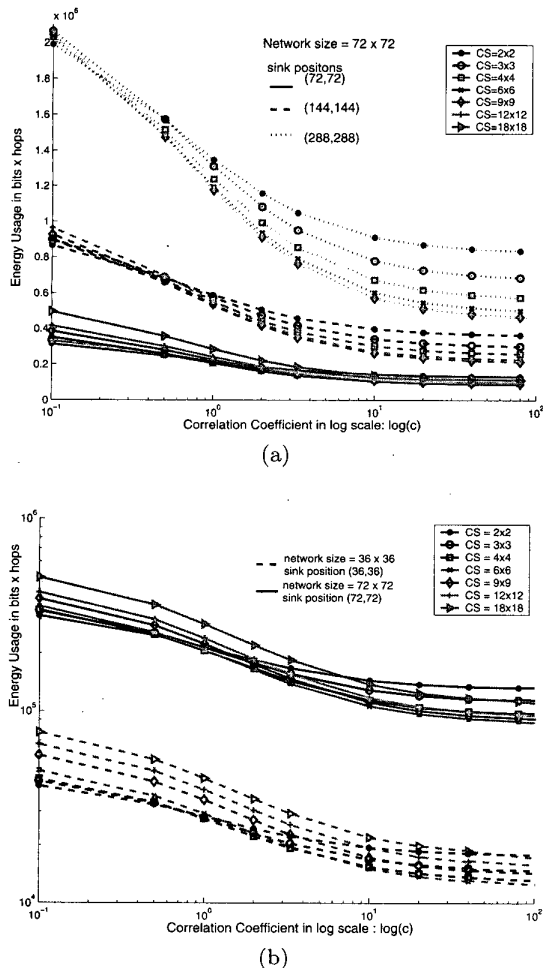 x 10^6
Network size = 72 x 72
sink positons
(72,72)
(144,144)
(288,288)
CS=2x2
CS=3x3
CS=4x4
CS=6x6
CS=9x9
CS=12x12
CS=18x18
2
1.8
1.6
1.4
1.2
1
0.8
0.6
0.4
0.2
0
Energy Usage in bits x hops
10^-1
10^0
10^1
Correlation Coefficient in log scale: log(c)
(a)
10^6
10^5
10^4
Energy Usage in bits x hops
network size = 36 x 36
sink position (36,36)
network size = 72 x 72
sink position (72,72)
CS = 2x2
CS = 3x3
CS = 4x4
CS = 6x6
CS = 9x9
CS = 12x12
CS = 18x18
10^-1
10^0
10^1
10^2
Correlation Coefficient in log scale : log(c)
(b)